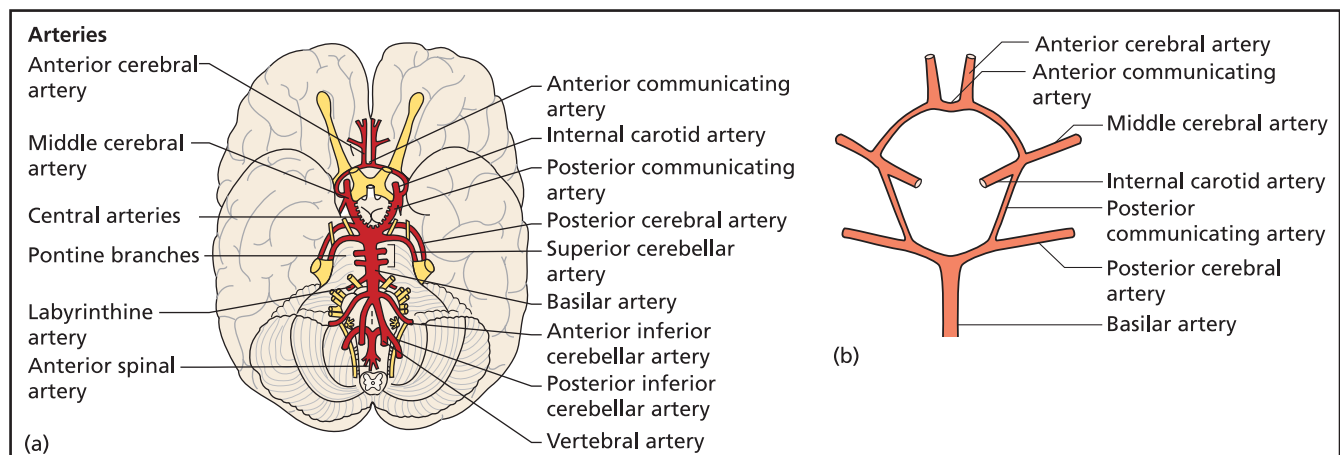 Arteries
Anterior cerebral
artery
Middle cerebral
artery
Central arteries
Pontine branches
Labyrinthine
artery
Anterior spinal
artery
(a)
Anterior communicating
artery
Internal carotid artery
Posterior communicating
artery
Posterior cerebral artery
Superior cerebellar
artery
Basilar artery
Anterior inferior
cerebellar artery
Posterior inferior
cerebellar artery
Vertebral artery
Anterior cerebral artery
Anterior communicating
artery
Middle cerebral artery
Internal carotid artery
Posterior
communicating artery
Posterior cerebral
artery
Basilar artery
(b)